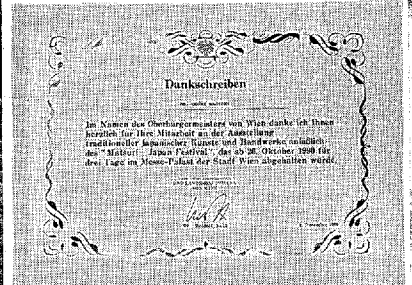 Dankschreiben
Im Namen des Oberbürgermeisters von Wien danke ich Ihnen
herzlich für Ihre Mitarbeit an der Ausstellung
traditioneller japanischer Künste und Handwerke anläßlich
des "Matsuri - Japan Festival", das ab 26. Oktober 1990 für
drei Tage im Messe-Palast der Stadt Wien abgehalten wurde.